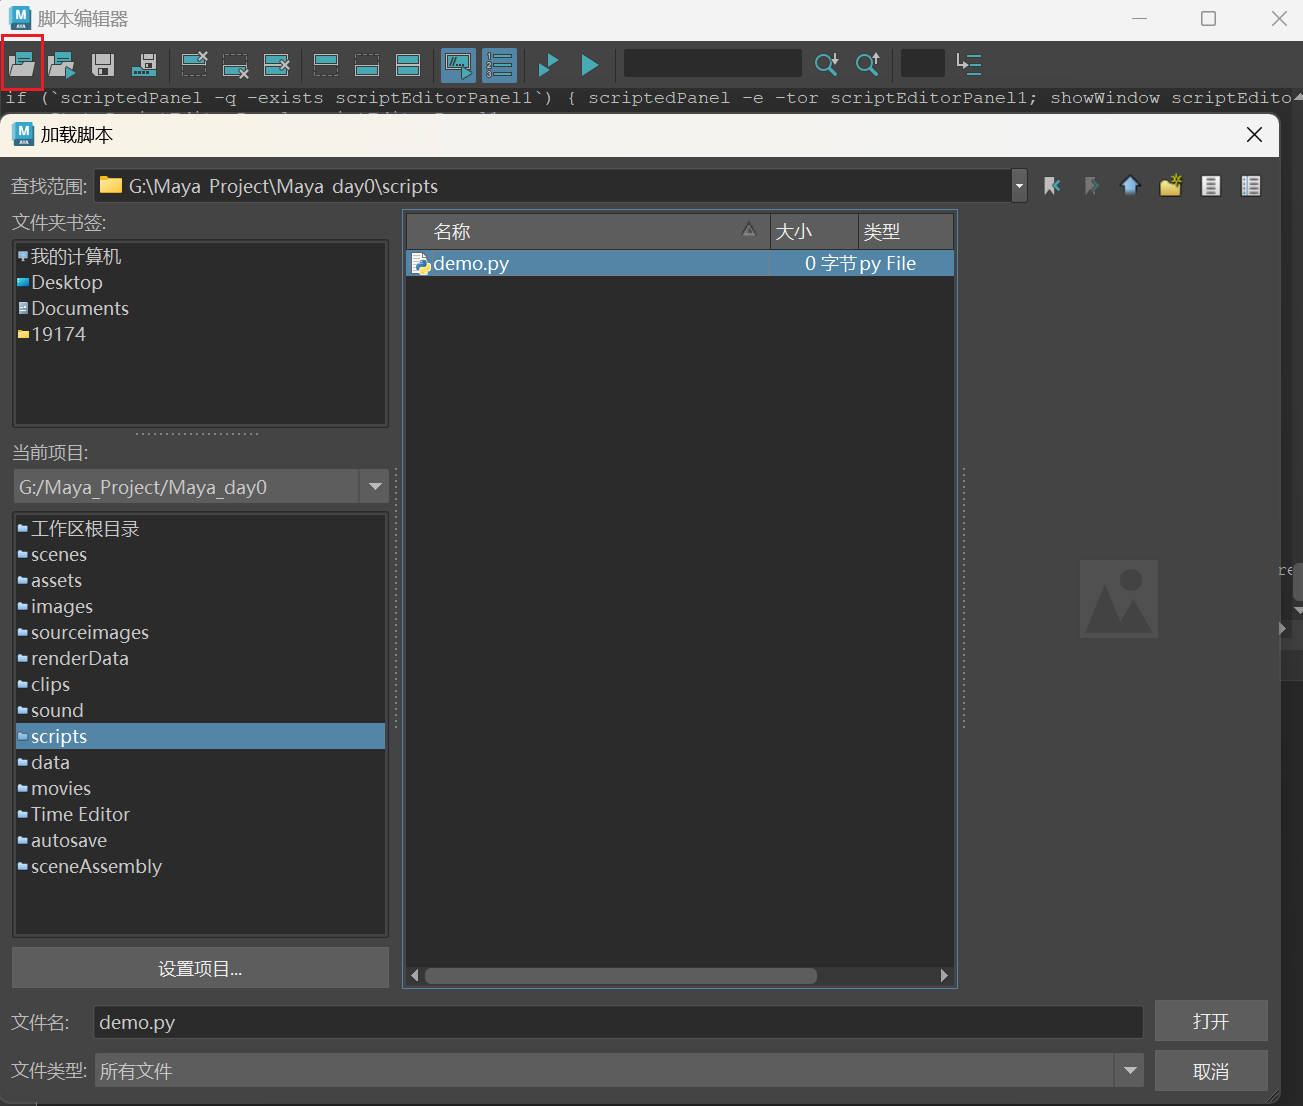 脚本编辑器
if (`scriptedPanel -q -exists scriptEditorPanel1`) { scriptedPanel -e -tor scriptEditorPanel1; showWindow scriptEdito
加载脚本
查找范围: G:\Maya_Project\Maya_day0\scripts
文件夹书签:
我的计算机
Desktop
Documents
19174
当前项目:
G:/Maya_Project/Maya_day0
工作区根目录
scenes
assets
images
sourceimages
renderData
clips
sound
scripts
data
movies
Time Editor
autosave
sceneAssembly
设置项目...
名称 大小 类型
demo.py 0 字节 py File
re
文件名: demo.py 打开
文件类型: 所有文件 取消